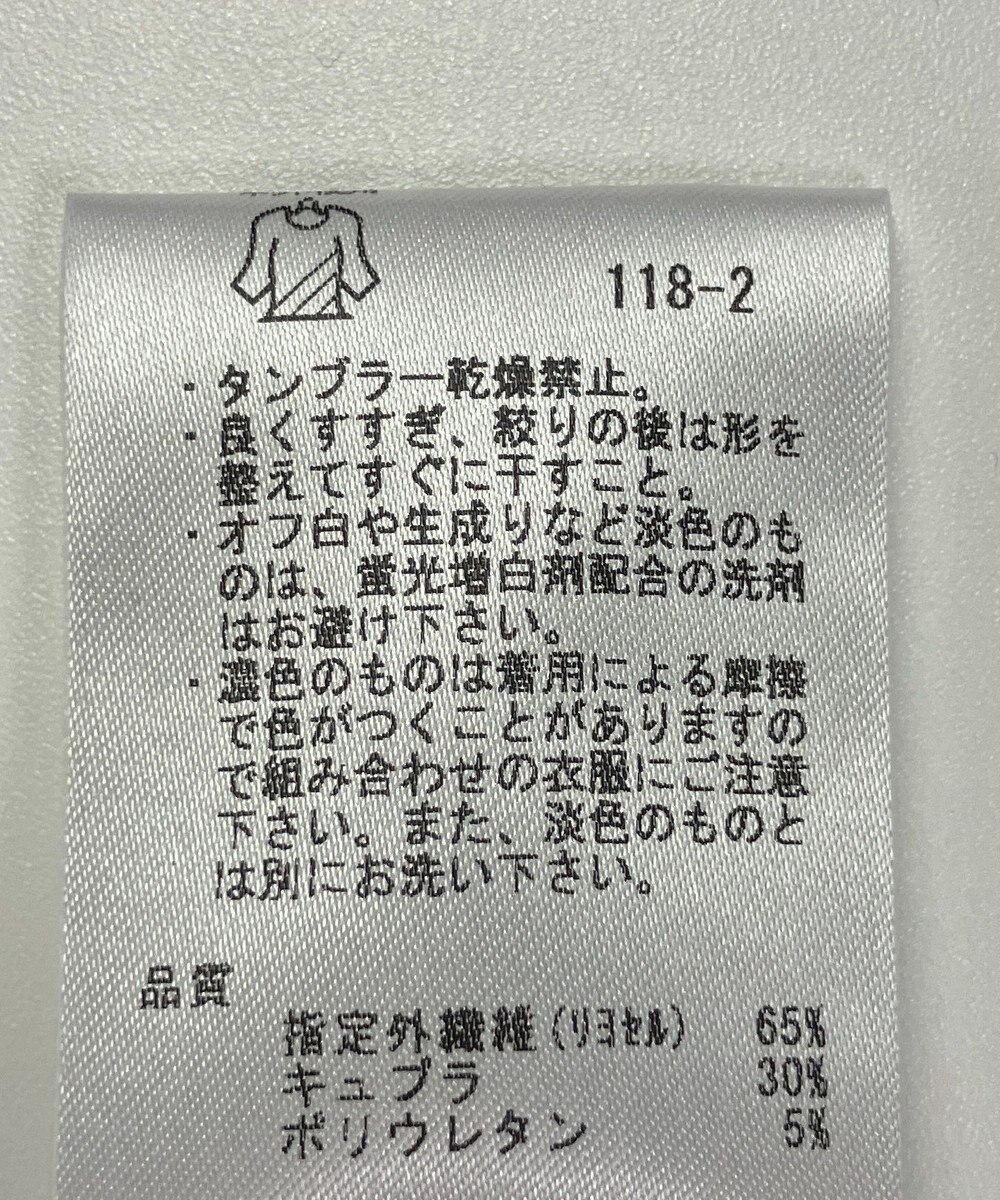 118-2
・タンブラー乾燥禁止。
・良くすすぎ、絞りの後は形を
整えてすぐに干すこと。
・オフ白や生成りなど淡色のも
のは、蛍光増白剤配合の洗剤
はお避け下さい。
・濃色のものは着用による摩擦
で色がつくことがありますの
で組み合わせの衣服にご注意
下さい。また、淡色のものと
は別にお洗い下さい。
品質
指定外繊維(リヨセル) 65%
キュプラ 30%
ポリウレタン 5%